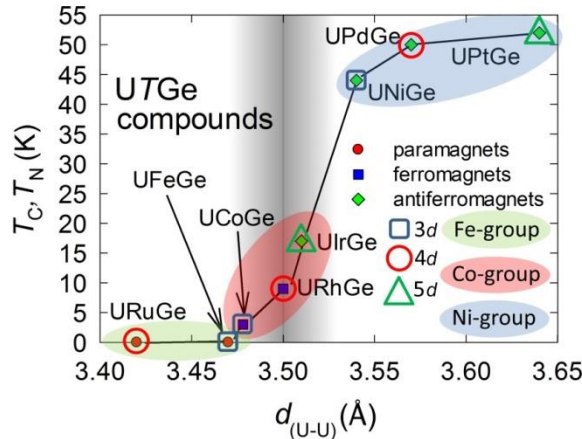 55
50
45
40
35
30
25
20
15
10
5
0
T_C, T_N (K)
UTGe
compounds
UPdGe
UPtGe
UNiGe
UFeGe
UCoGe
URuGe
UIrGe
URhGe
paramagnets
ferromagnets
antiferromagnets
3d
4d
5d
Fe-group
Co-group
Ni-group
3.40 3.45 3.50 3.55 3.60 3.65
d(U-U) (Å)